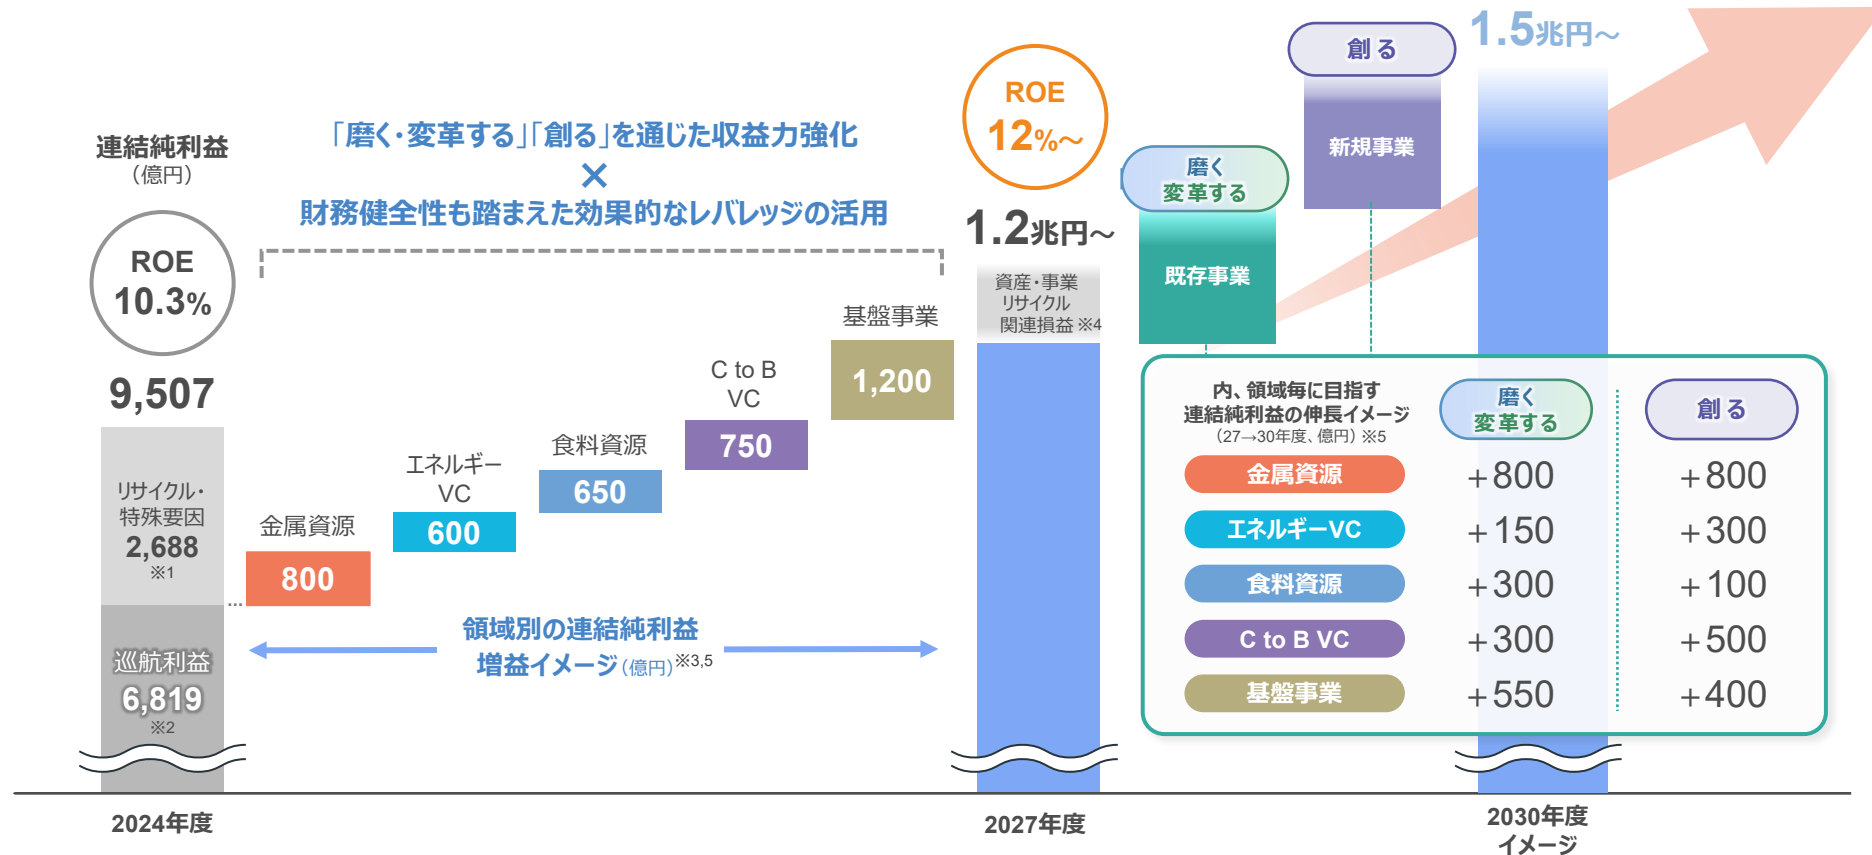 連結純利益
（億円）
ROE
10.3%
9,507
リサイクル・
特殊要因
2,688
※1
巡航利益
6,819
※2
2024年度
「磨く・変革する」「創る」を通じた収益力強化
×
財務健全性も踏まえた効果的なレバレッジの活用
金属資源
800
エネルギー
VC
600
食料資源
650
C to B
VC
750
基盤事業
1,200
領域別の連結純利益
増益イメージ（億円）※3,5
ROE
12%～
1.2兆円～
資産・事業
リサイクル
関連損益 ※4
2027年度
磨く
変革する
既存事業
創る
新規事業
1.5兆円～
内、領域毎に目指す
連結純利益の伸長イメージ
（27→30年度、億円）※5
磨く
変革する
創る
金属資源 +800 +800
エネルギーVC +150 +300
食料資源 +300 +100
C to B VC +300 +500
基盤事業 +550 +400
2030年度
イメージ